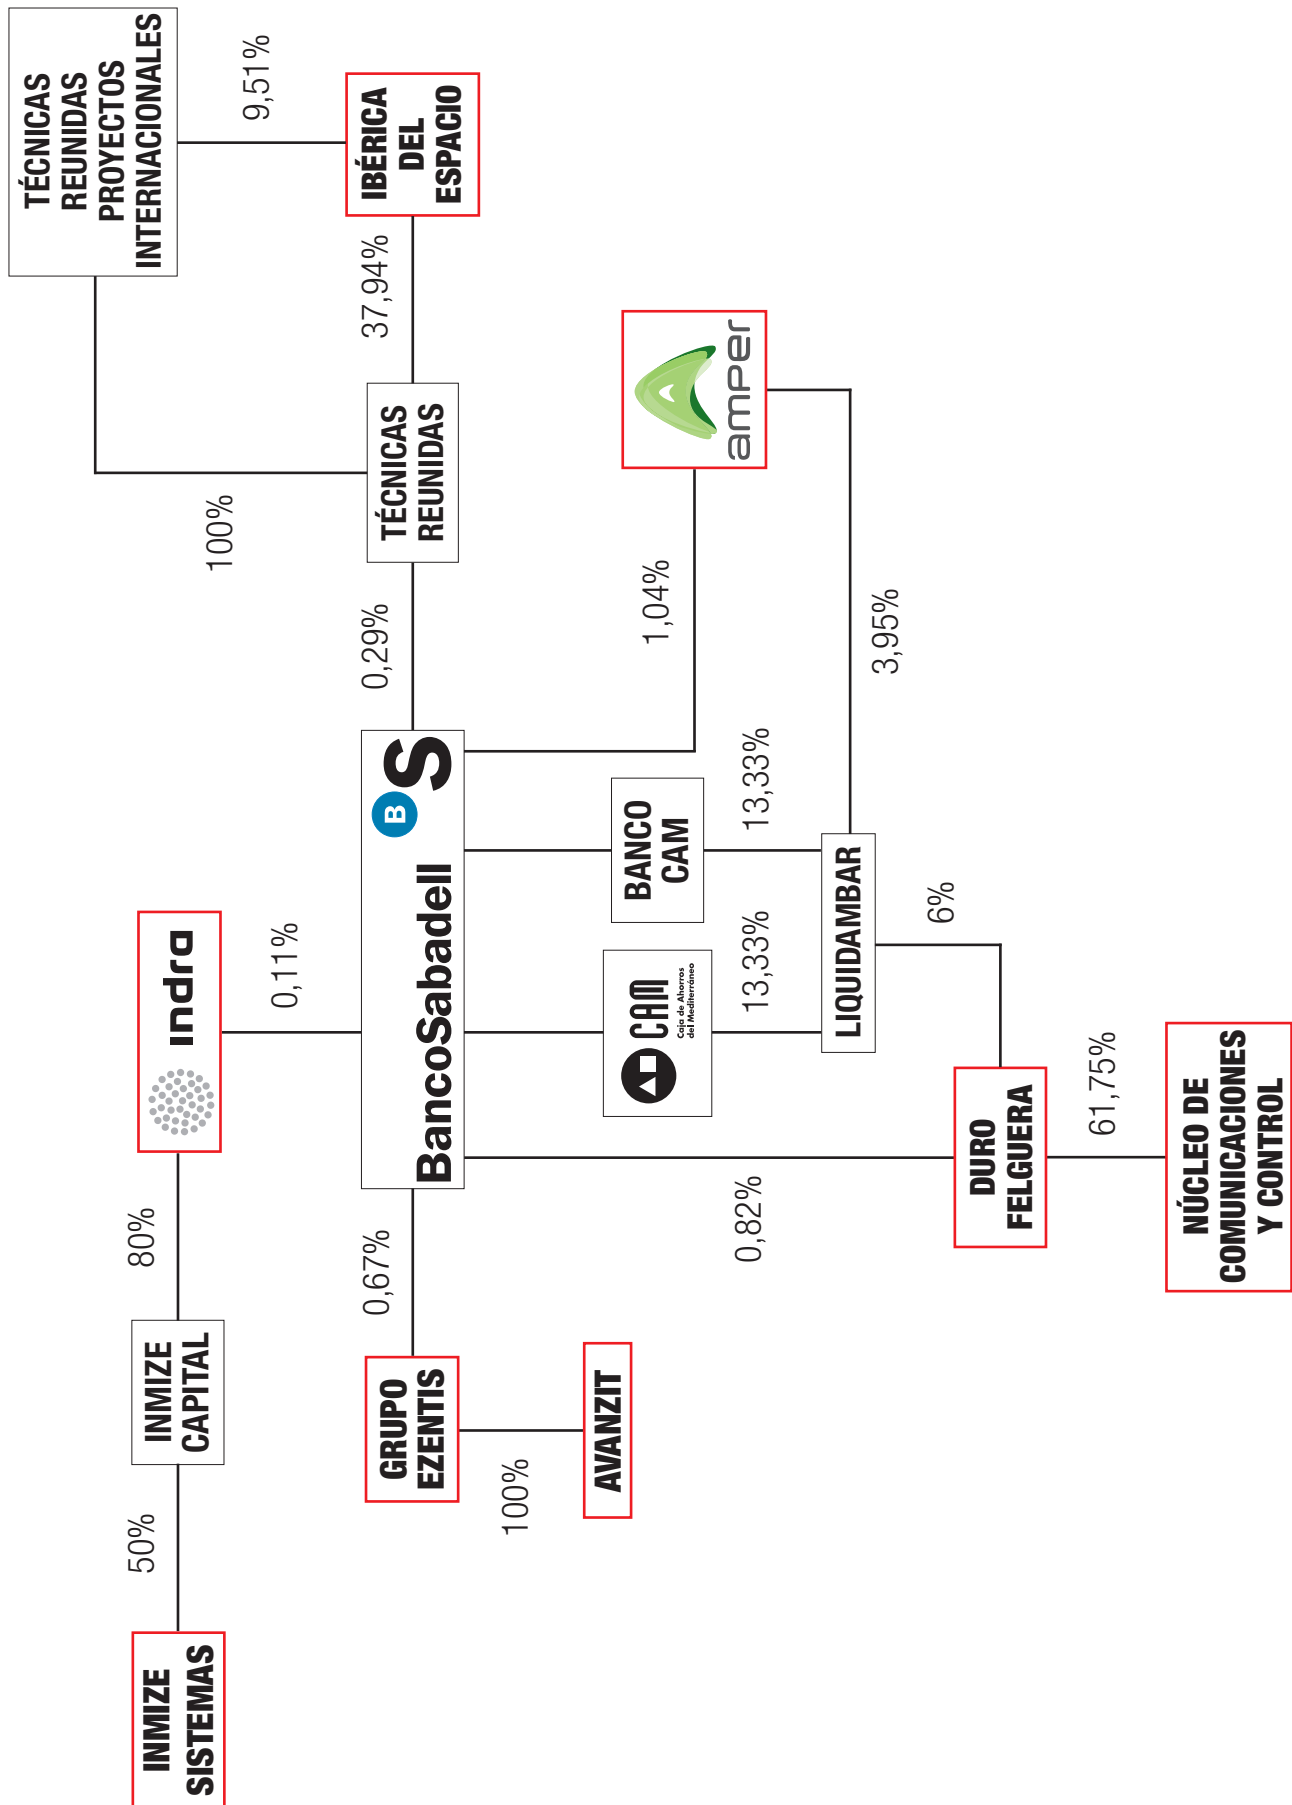 INMIZE
SISTEMAS
50%
INMIZE
CAPITAL
80%
indra
TÉCNICAS
REUNIDAS
PROYECTOS
INTERNACIONALES
100%
9,51%
0,11%
GRUPO
EZENTIS
0,67%
BancoSabadell
B
S
0,29%
TÉCNICAS
REUNIDAS
37,94%
IBÉRICA
DEL
ESPACIO
100%
AVANZIT
CAM
Caja de Ahorros
del Mediterráneo
BANCO
CAM
1,04%
amper
0,82%
13,33%
13,33%
LIQUIDAMBAR
3,95%
6%
DURO
FELGUERA
61,75%
NÚCLEO DE
COMUNICACIONES
Y CONTROL